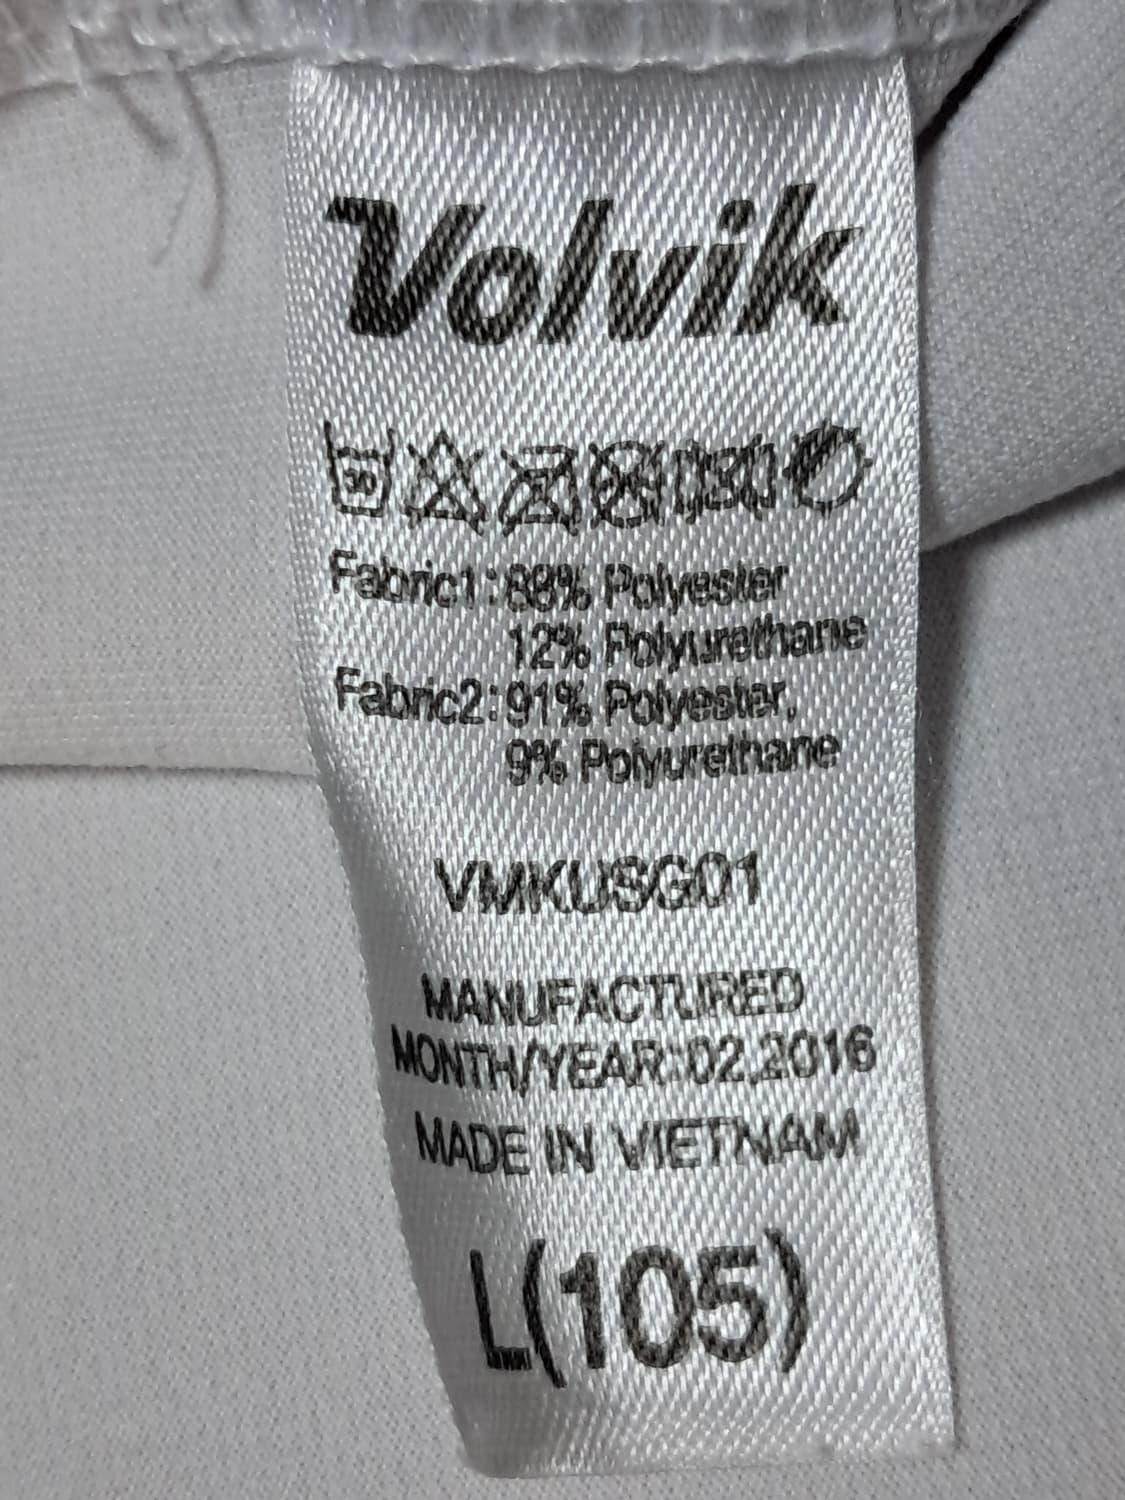 Volvik
30
Fabric1:88% Polyester
12% Polyurethane
Fabric2:91% Polyester,
9% Polyurethane
VMKUSG01
MANUFACTURED
MONTH/YEAR:02,2016
MADE IN VIETNAM
L(105)